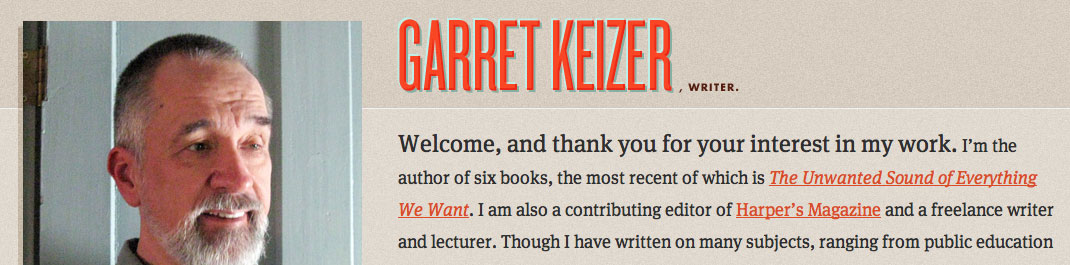 GARRET KEIZER , WRITER.
Welcome, and thank you for your interest in my work. I'm the
author of six books, the most recent of which is The Unwanted Sound of Everything
We Want. I am also a contributing editor of Harper's Magazine and a freelance writer
and lecturer. Though I have written on many subjects, ranging from public education